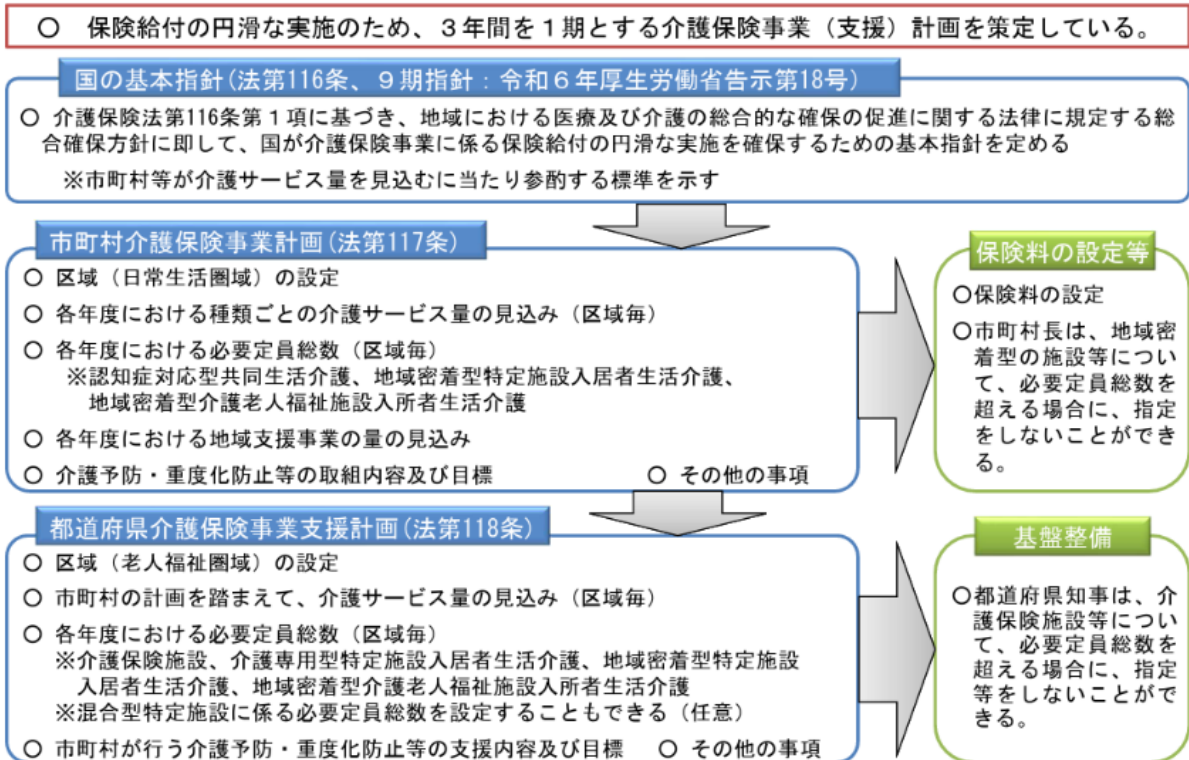 ○ 保険給付の円滑な実施のため、３年間を１期とする介護保険事業（支援）計画を策定している。
国の基本指針(法第116条、９期指針：令和６年厚生労働省告示第18号)
○ 介護保険法第116条第１項に基づき、地域における医療及び介護の総合的な確保の促進に関する法律に規定する総
合確保方針に即して、国が介護保険事業に係る保険給付の円滑な実施を確保するための基本指針を定める
※市町村等が介護サービス量を見込むに当たり参酌する標準を示す
市町村介護保険事業計画(法第117条)
○ 区域（日常生活圏域）の設定
○ 各年度における種類ごとの介護サービス量の見込み（区域毎）
○ 各年度における必要定員総数（区域毎）
※認知症対応型共同生活介護、地域密着型特定施設入居者生活介護、
地域密着型介護老人福祉施設入所者生活介護
○ 各年度における地域支援事業の量の見込み
○ 介護予防・重度化防止等の取組内容及び目標 ○ その他の事項
保険料の設定等
○保険料の設定
○市町村長は、地域密
着型の施設等につい
て、必要定員総数を
超える場合に、指定
をしないことができ
る。
都道府県介護保険事業支援計画(法第118条)
○ 区域（老人福祉圏域）の設定
○ 市町村の計画を踏まえて、介護サービス量の見込み（区域毎）
○ 各年度における必要定員総数（区域毎）
※介護保険施設、介護専用型特定施設入居者生活介護、地域密着型特定施設
入居者生活介護、地域密着型介護老人福祉施設入所者生活介護
※混合型特定施設に係る必要定員総数を設定することもできる（任意）
○ 市町村が行う介護予防・重度化防止等の支援内容及び目標 ○ その他の事項
基盤整備
○都道府県知事は、介
護保険施設等につい
て、必要定員総数を
超える場合に、指定
等をしないことがで
きる。